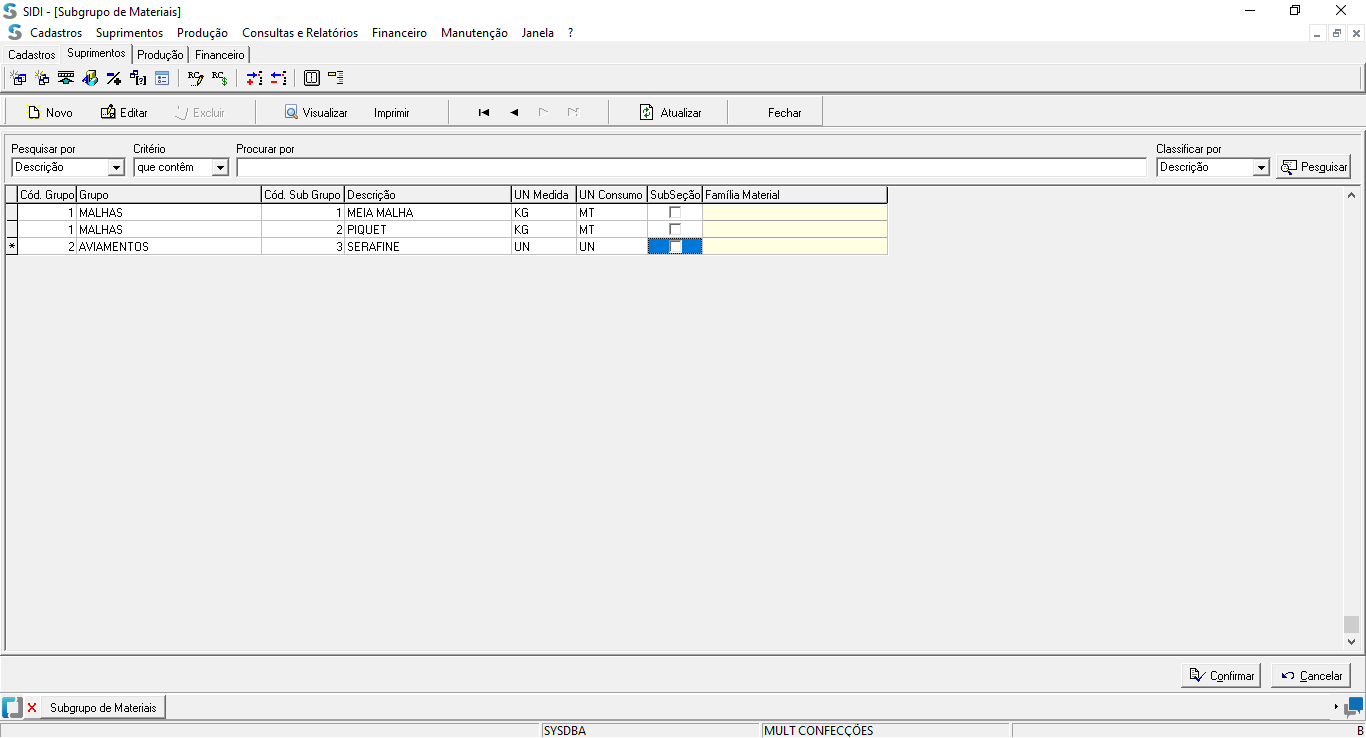 SIDI - [Subgrupo de Materiais]
Cadastros Suprimentos Produção Consultas e Relatórios Financeiro Manutenção Janela ?
Cadastros Suprimentos Produção Financeiro
Novo Editar Excluir Visualizar Imprimir Atualizar Fechar
Pesquisar por Critério Procurar por Classificar por
Descrição que contêm Descrição Pesquisar
Cód. Grupo Grupo Cód. Sub Grupo Descrição UN Medida UN Consumo SubSeção Família Material
1 MALHAS 1 MEIA MALHA KG MT
1 MALHAS 2 PIQUET KG MT
* 2 AVIAMENTOS 3 SERAFINE UN UN
Confirmar Cancelar
Subgrupo de Materiais
SYSDBA MULT CONFECÇÕES B